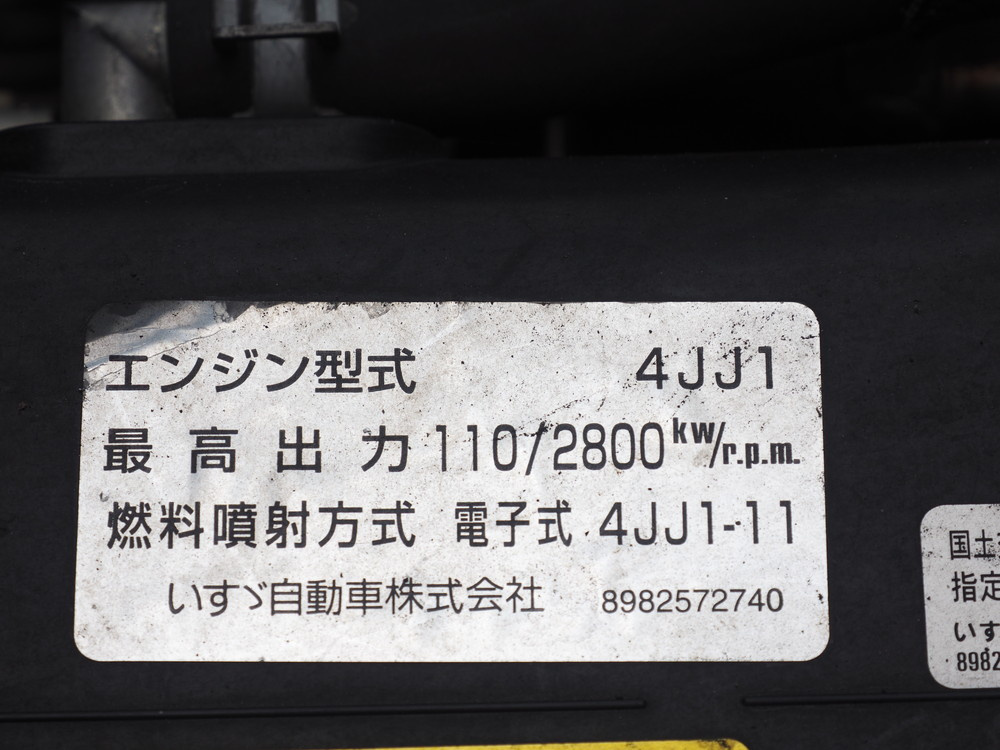 エンジン型式 4JJ1
最高出力 110/2800 kw/r.p.m.
燃料噴射方式 電子式 4JJ1-11
いすゞ自動車株式会社 8982572740
国土
指定
いす
8982